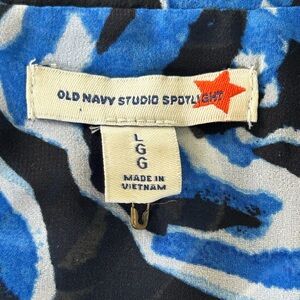 OLD NAVY STUDIO SPOTLIGHT
L
G
G
MADE IN
VIETNAM